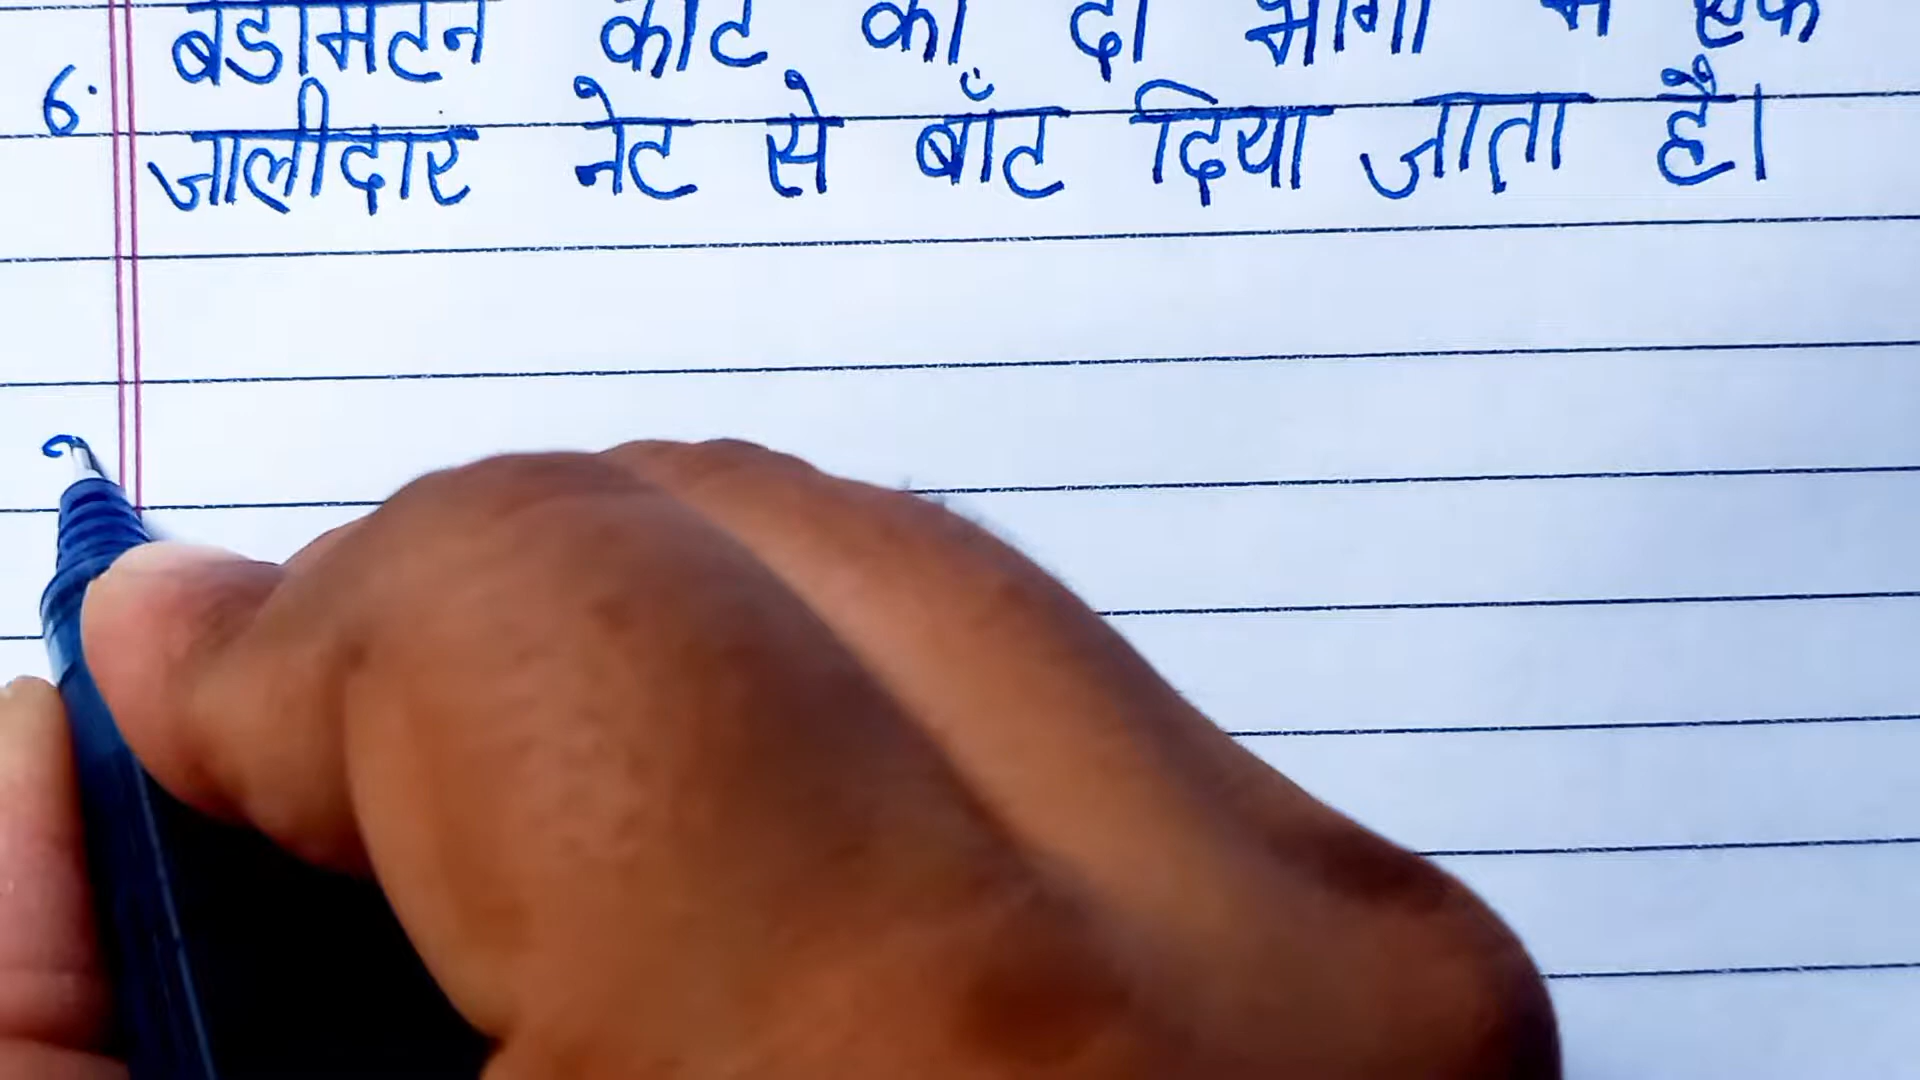 बैडमिंटन कोर्ट को दो भागों में एक
6. जालीदार नेट से बाँट दिया जाता है।